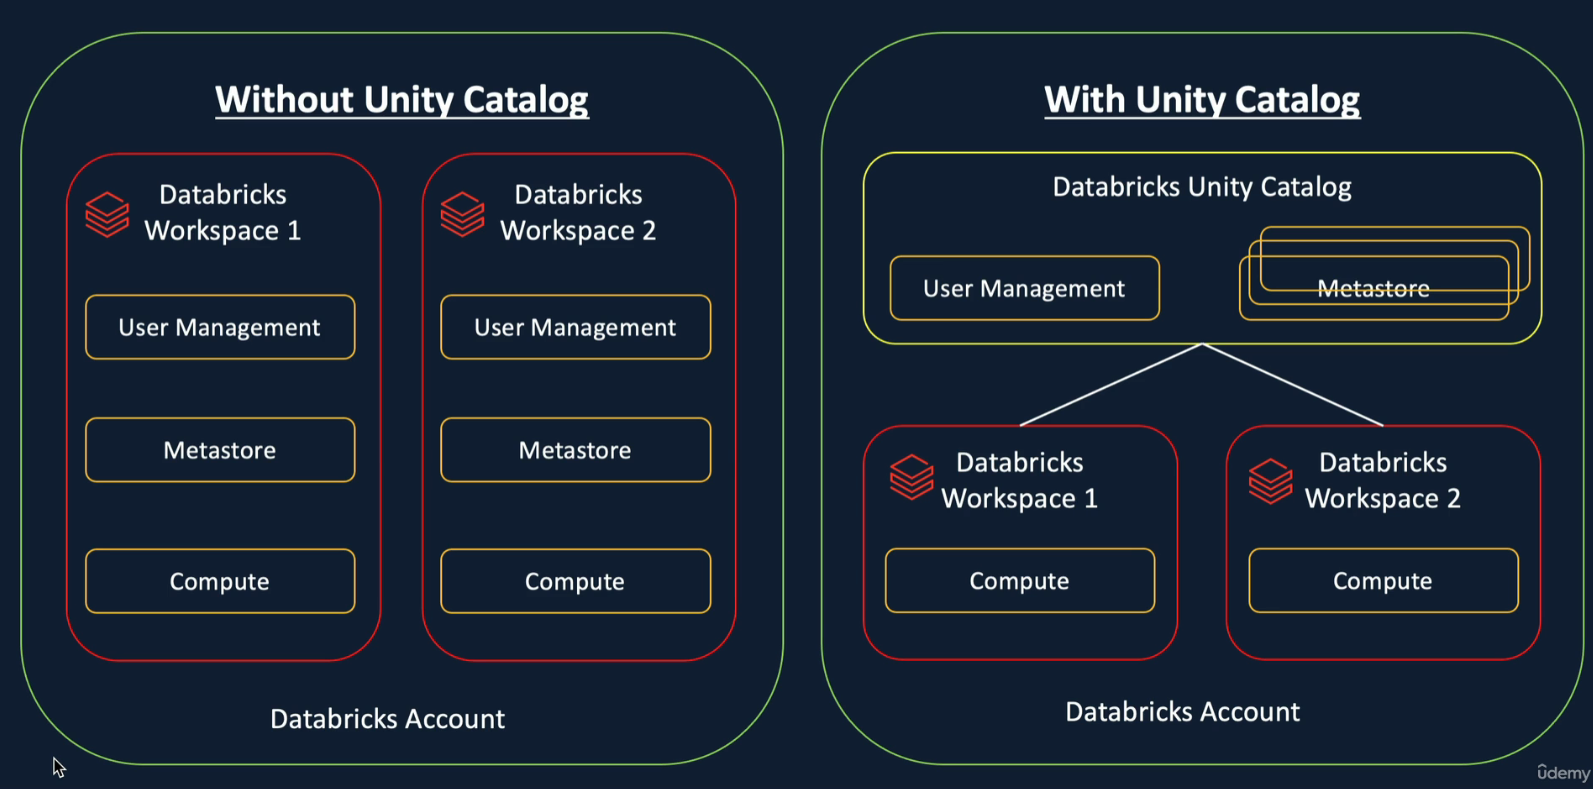 Without Unity Catalog
Databricks
Workspace 1
User Management
Metastore
Compute
Databricks
Workspace 2
User Management
Metastore
Compute
Databricks Account
With Unity Catalog
Databricks Unity Catalog
User Management
Metastore
Databricks
Workspace 1
Compute
Databricks
Workspace 2
Compute
Databricks Account
ûdemy